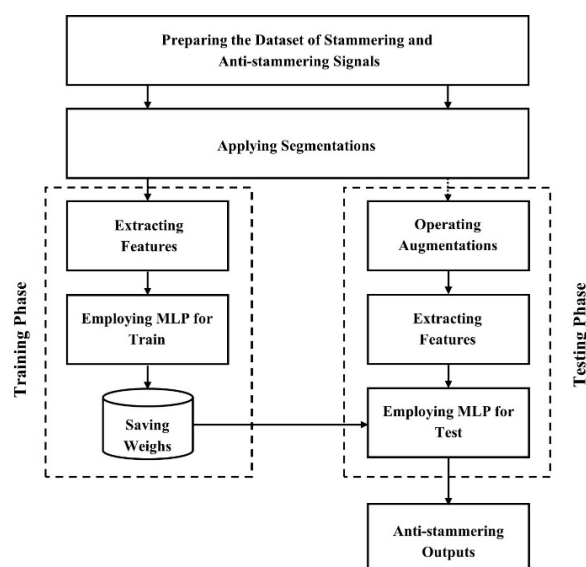 Preparing the Dataset of Stammering and
Anti-stammering Signals
Applying Segmentations
Training Phase
Extracting
Features
Employing MLP for
Train
Saving
Weighs
Operating
Augmentations
Extracting
Features
Employing MLP for
Test
Testing Phase
Anti-stammering
Outputs